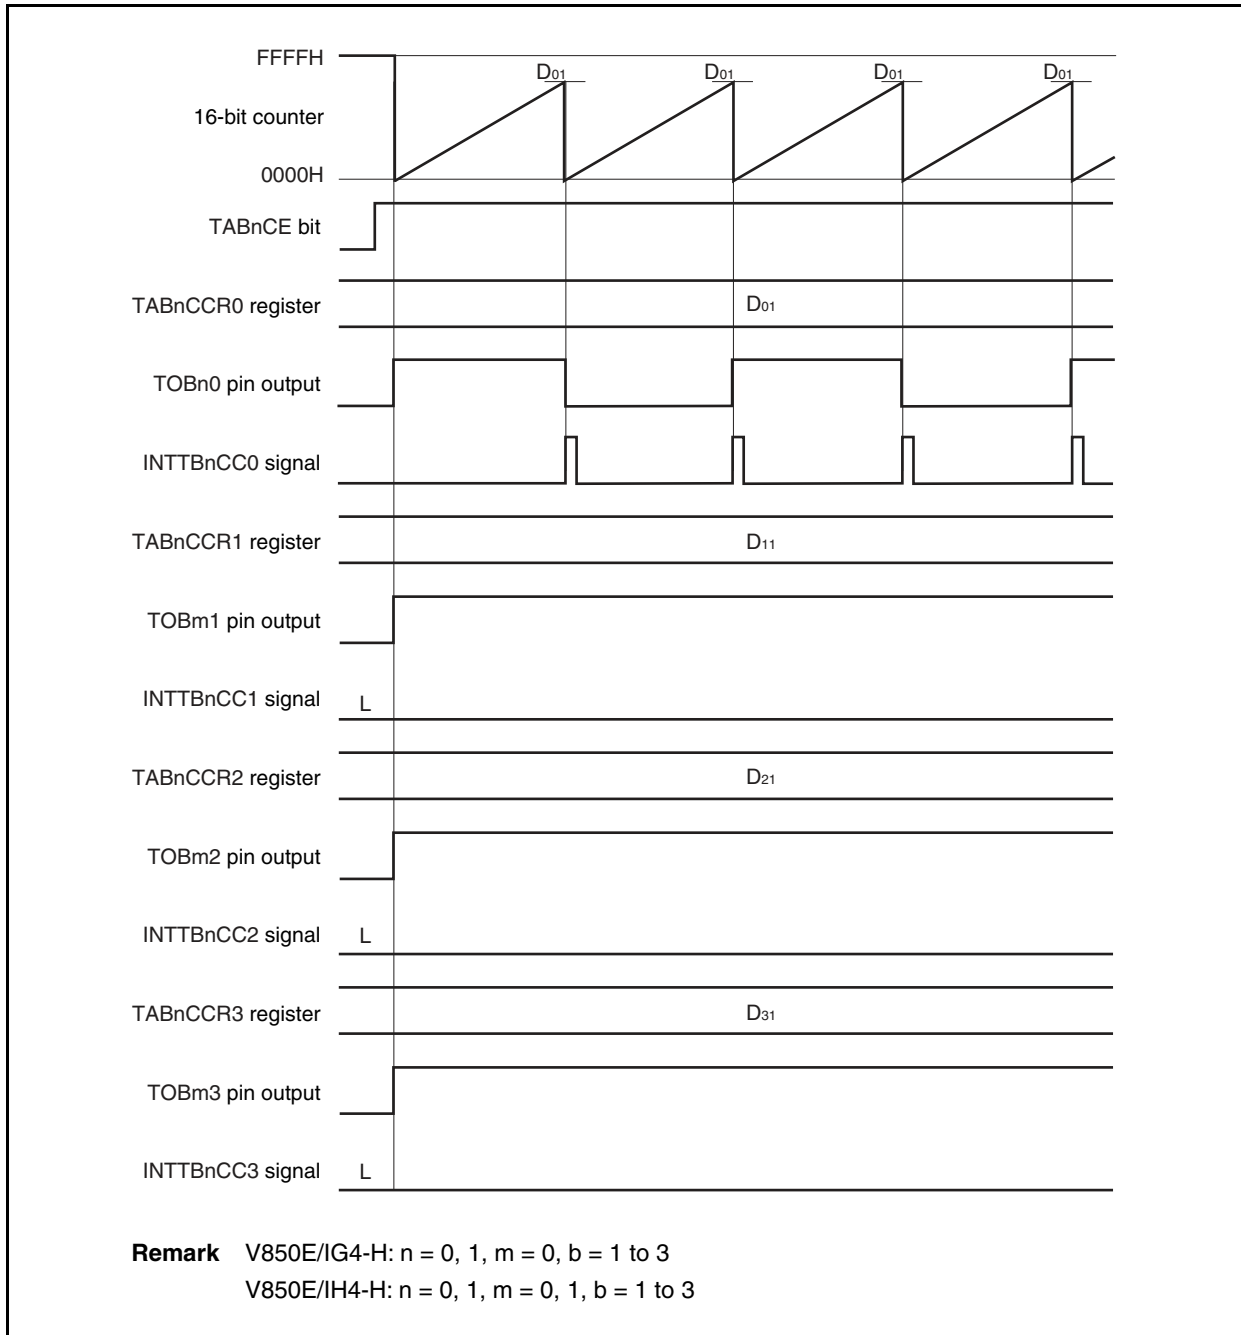 FFFFH
D01 D01 D01 D01
16-bit counter
0000H
TABnCE bit
TABnCCR0 register D01
TOBn0 pin output
INTTBnCC0 signal
TABnCCR1 register D11
TOBm1 pin output
INTTBnCC1 signal L
TABnCCR2 register D21
TOBm2 pin output
INTTBnCC2 signal L
TABnCCR3 register D31
TOBm3 pin output
INTTBnCC3 signal L
Remark V850E/IG4-H: n = 0, 1, m = 0, b = 1 to 3
V850E/IH4-H: n = 0, 1, m = 0, 1, b = 1 to 3